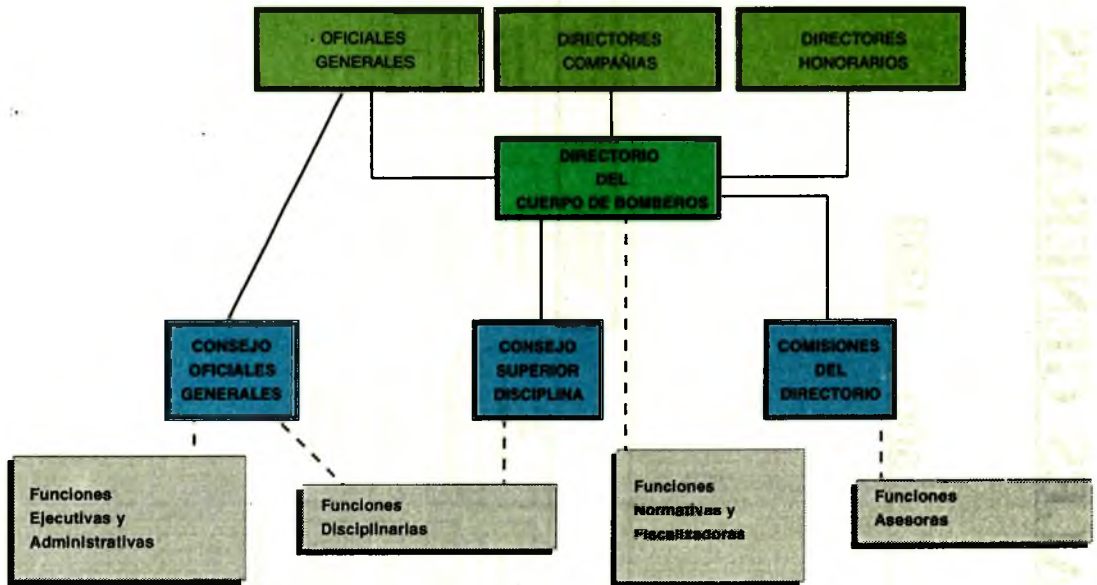 OFICIALES
GENERALES
DIRECTORES
COMPAÑIAS
DIRECTORES
HONORARIOS
DIRECTORIO
DEL
CUERPO DE BOMBEROS
CONSEJO
OFICIALES
GENERALES
CONSEJO
SUPERIOR
DISCIPLINA
COMISIONES
DEL
DIRECTORIO
Funciones
Ejecutivas y
Administrativas
Funciones
Disciplinarias
Funciones
Normativas y
Fiscalizadoras
Funciones
Asesoras